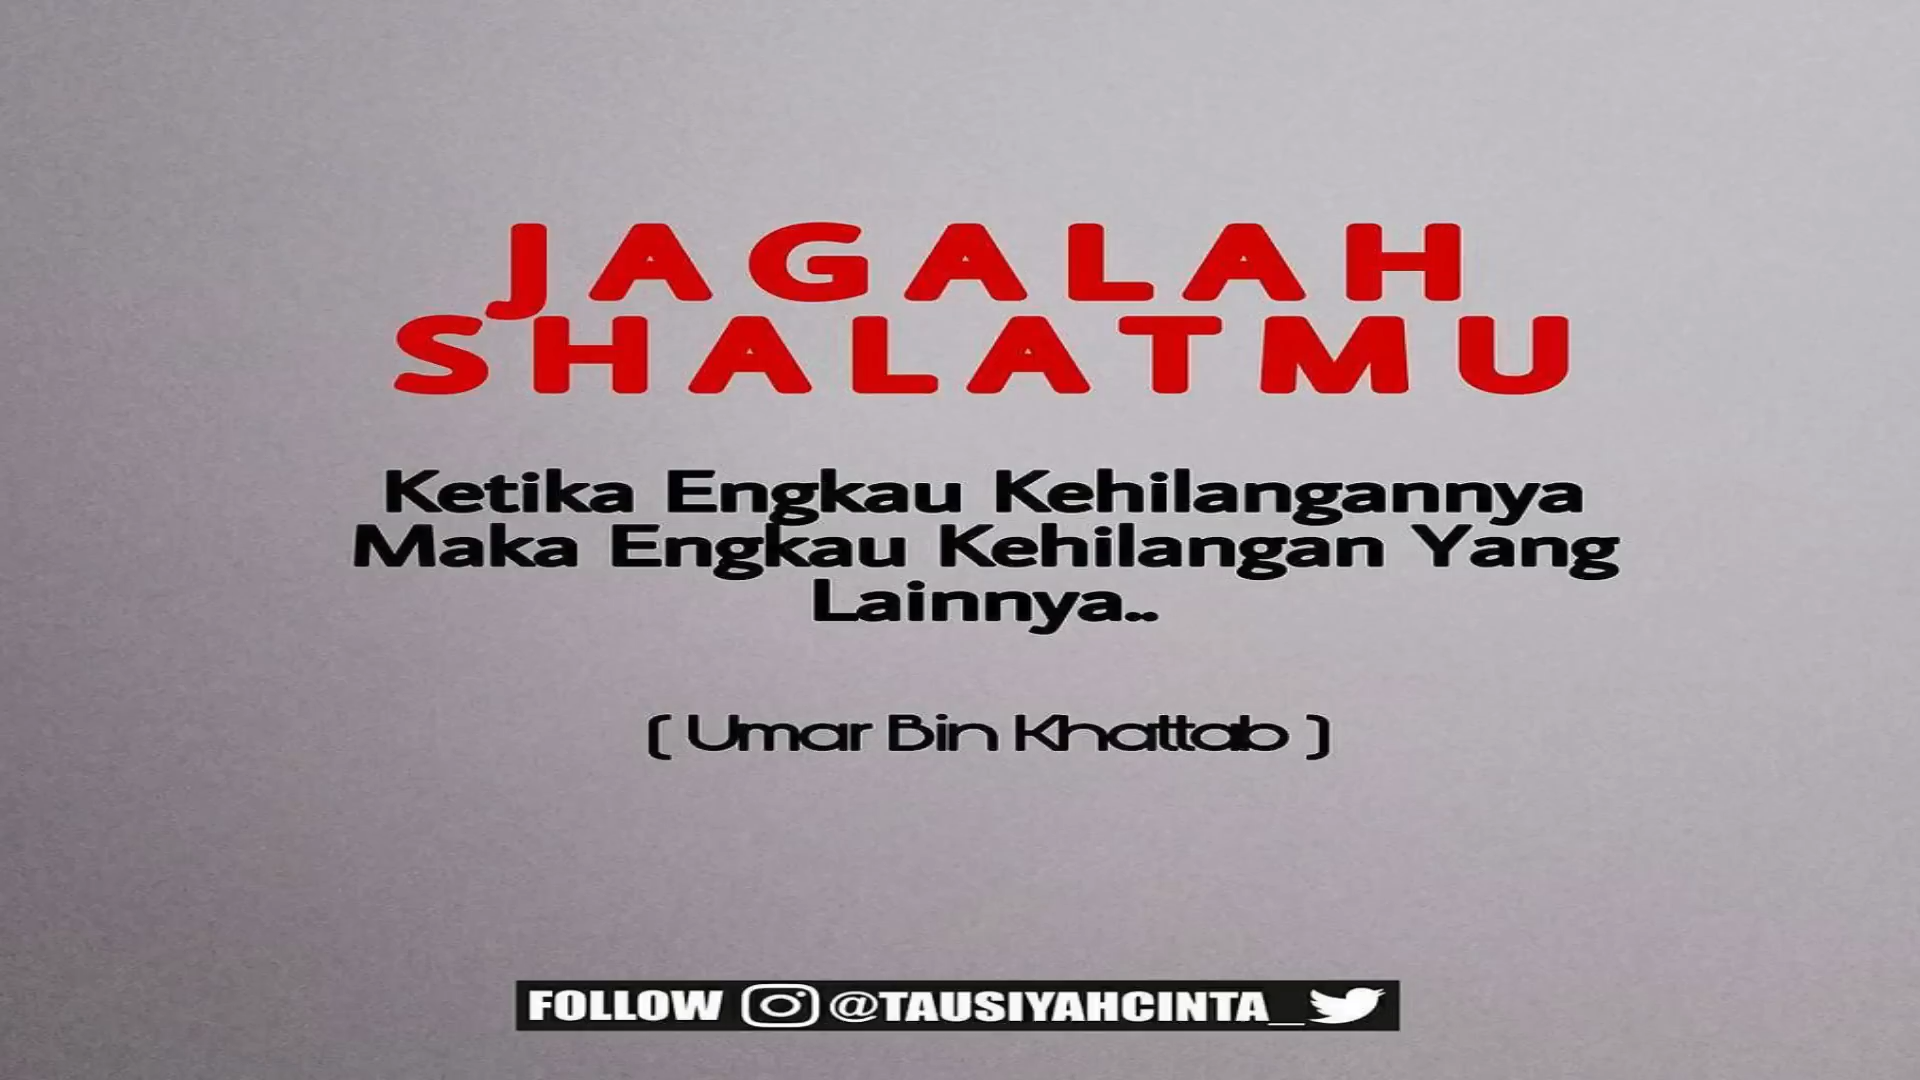 JAGALAH
SHALATMU
Ketika Engkau Kehilangannya
Maka Engkau Kehilangan Yang
Lainnya..
( Umar Bin Khattab )
FOLLOW @TAUSIYAHCINTA_